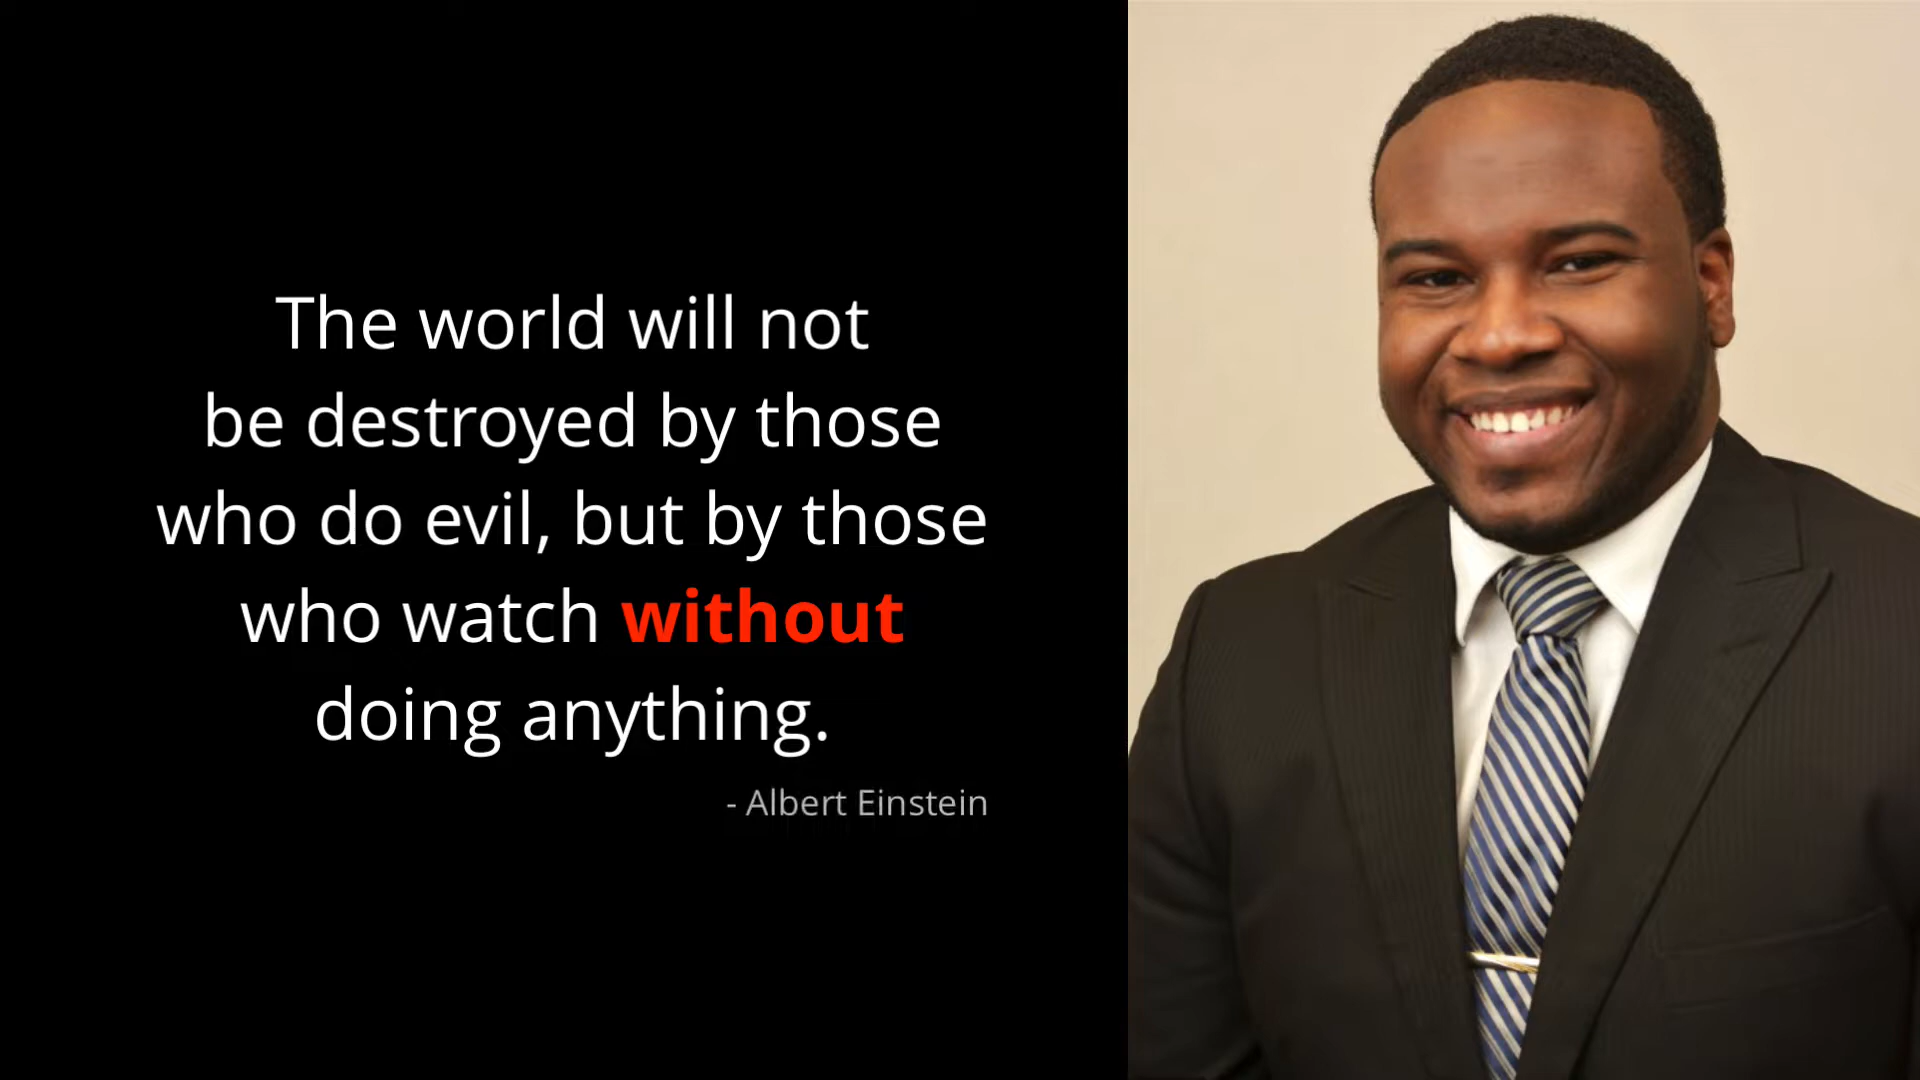 The world will not
be destroyed by those
who do evil, but by those
who watch without
doing anything.
- Albert Einstein